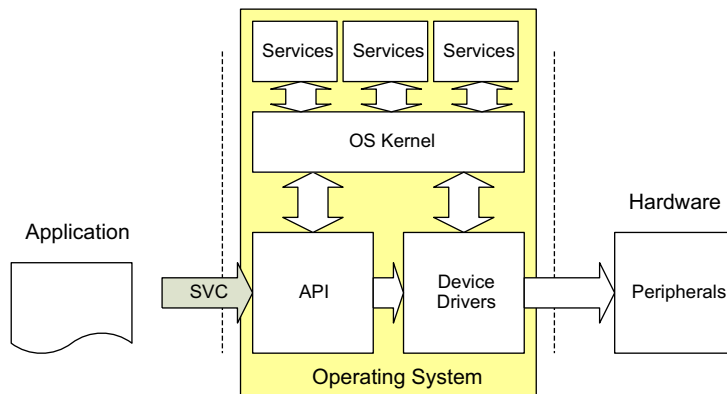 Services Services Services
OS Kernel
Hardware
Application
SVC
API
Device
Drivers
Peripherals
Operating System